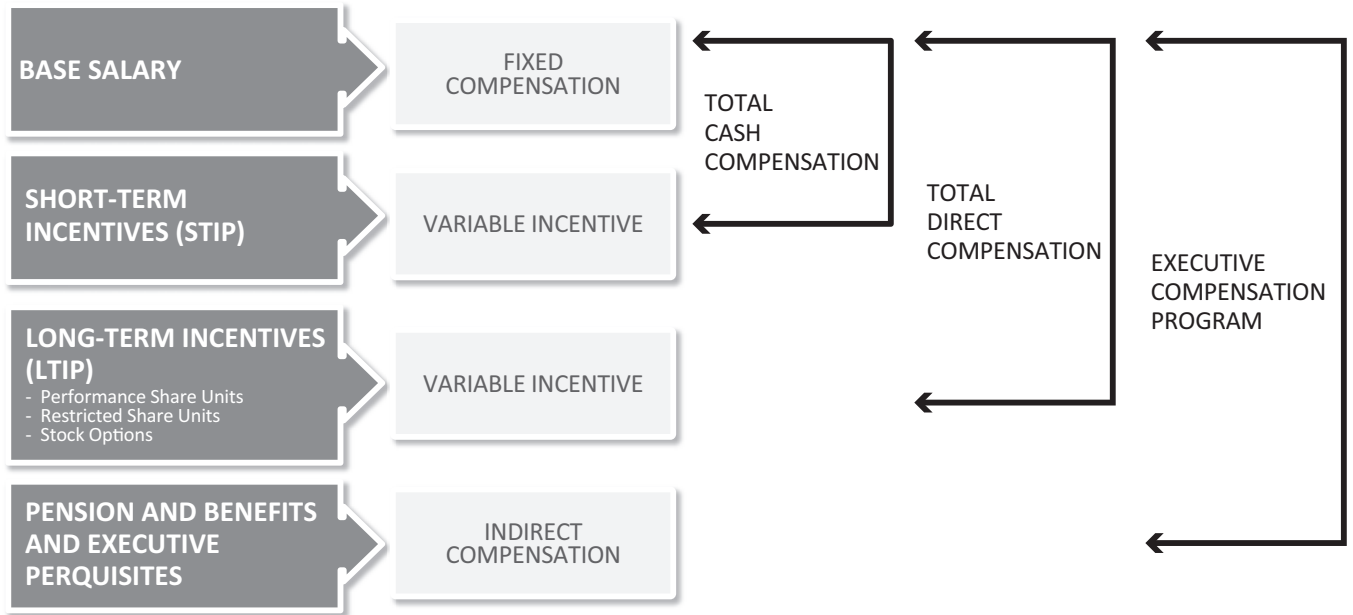 BASE SALARY
FIXED
COMPENSATION
SHORT-TERM
INCENTIVES (STIP)
VARIABLE INCENTIVE
LONG-TERM INCENTIVES
(LTIP)
- Performance Share Units
- Restricted Share Units
- Stock Options
VARIABLE INCENTIVE
PENSION AND BENEFITS
AND EXECUTIVE
PERQUISITES
INDIRECT
COMPENSATION
TOTAL
CASH
COMPENSATION
TOTAL
DIRECT
COMPENSATION
EXECUTIVE
COMPENSATION
PROGRAM